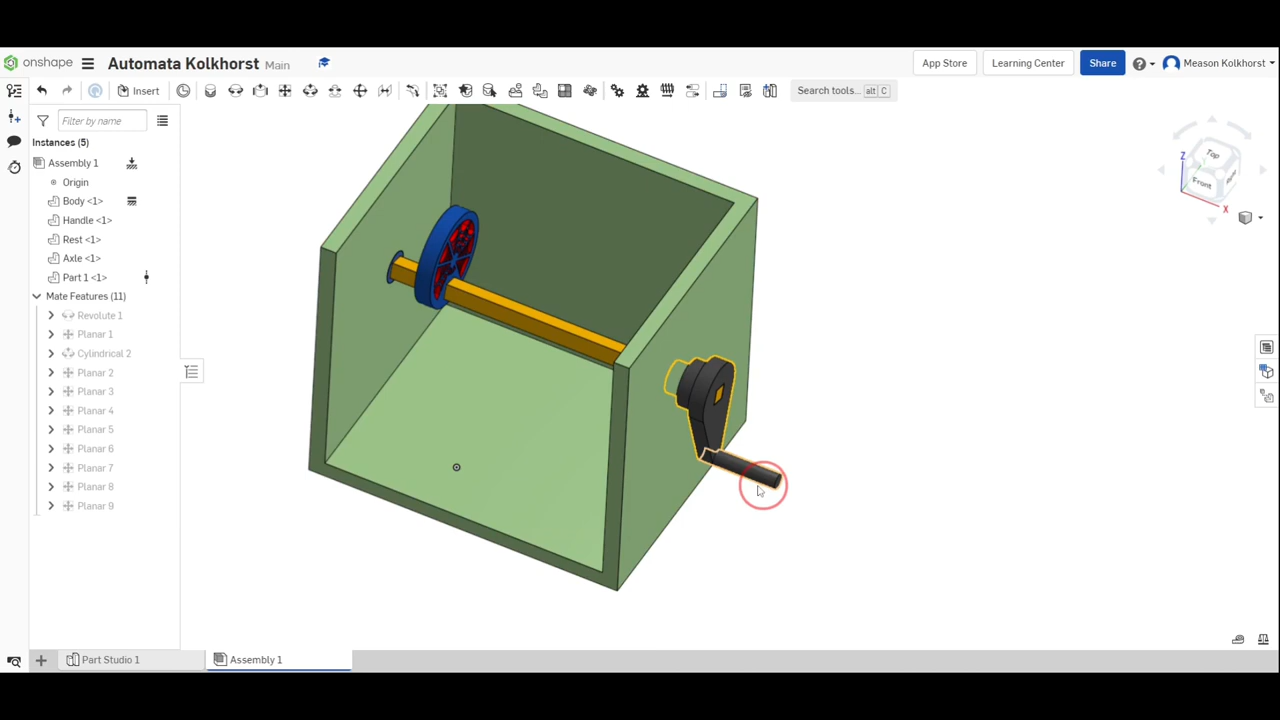 onshape Automata Kolkhorst Main App Store Learning Center Share Meason Kolkhorst
Insert Search tools... alt C
Filter by name
Instances (5)
Assembly 1
Origin
Body <1>
Handle <1>
Rest <1>
Axle <1>
Part 1 <1>
Mate Features (11)
Revolute 1
Planar 1
Cylindrical 2
Planar 2
Planar 3
Planar 4
Planar 5
Planar 6
Planar 7
Planar 8
Planar 9
Top
Z
Front
Right
X
Part Studio 1
Assembly 1